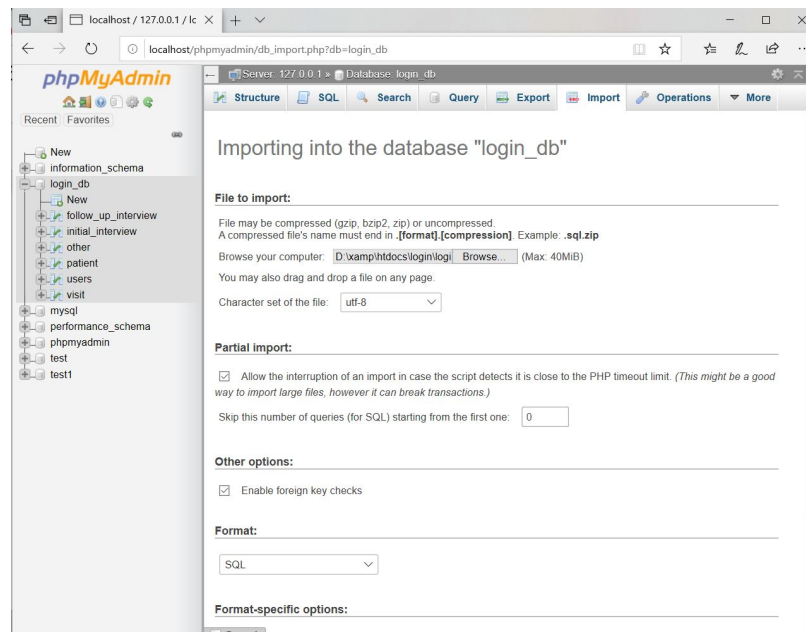 localhost / 127.0.0.1 / lc
localhost/phpmyadmin/db_import.php?db=login_db
phpMyAdmin
Recent Favorites
New
information_schema
login_db
New
follow_up_interview
initial_interview
other
patient
users
visit
mysql
performance_schema
phpmyadmin
test
test1
Server: 127.0.0.1 » Database: login_db
Structure SQL Search Query Export Import Operations More
Importing into the database "login_db"
File to import:
File may be compressed (gzip, bzip2, zip) or uncompressed.
A compressed file's name must end in .[format].[compression]. Example: .sql.zip
Browse your computer: D:\xamp\htdocs\login\logi Browse... (Max: 40MiB)
You may also drag and drop a file on any page.
Character set of the file: utf-8
Partial import:
Allow the interruption of an import in case the script detects it is close to the PHP timeout limit. (This might be a good
way to import large files, however it can break transactions.)
Skip this number of queries (for SQL) starting from the first one: 0
Other options:
Enable foreign key checks
Format:
SQL
Format-specific options: